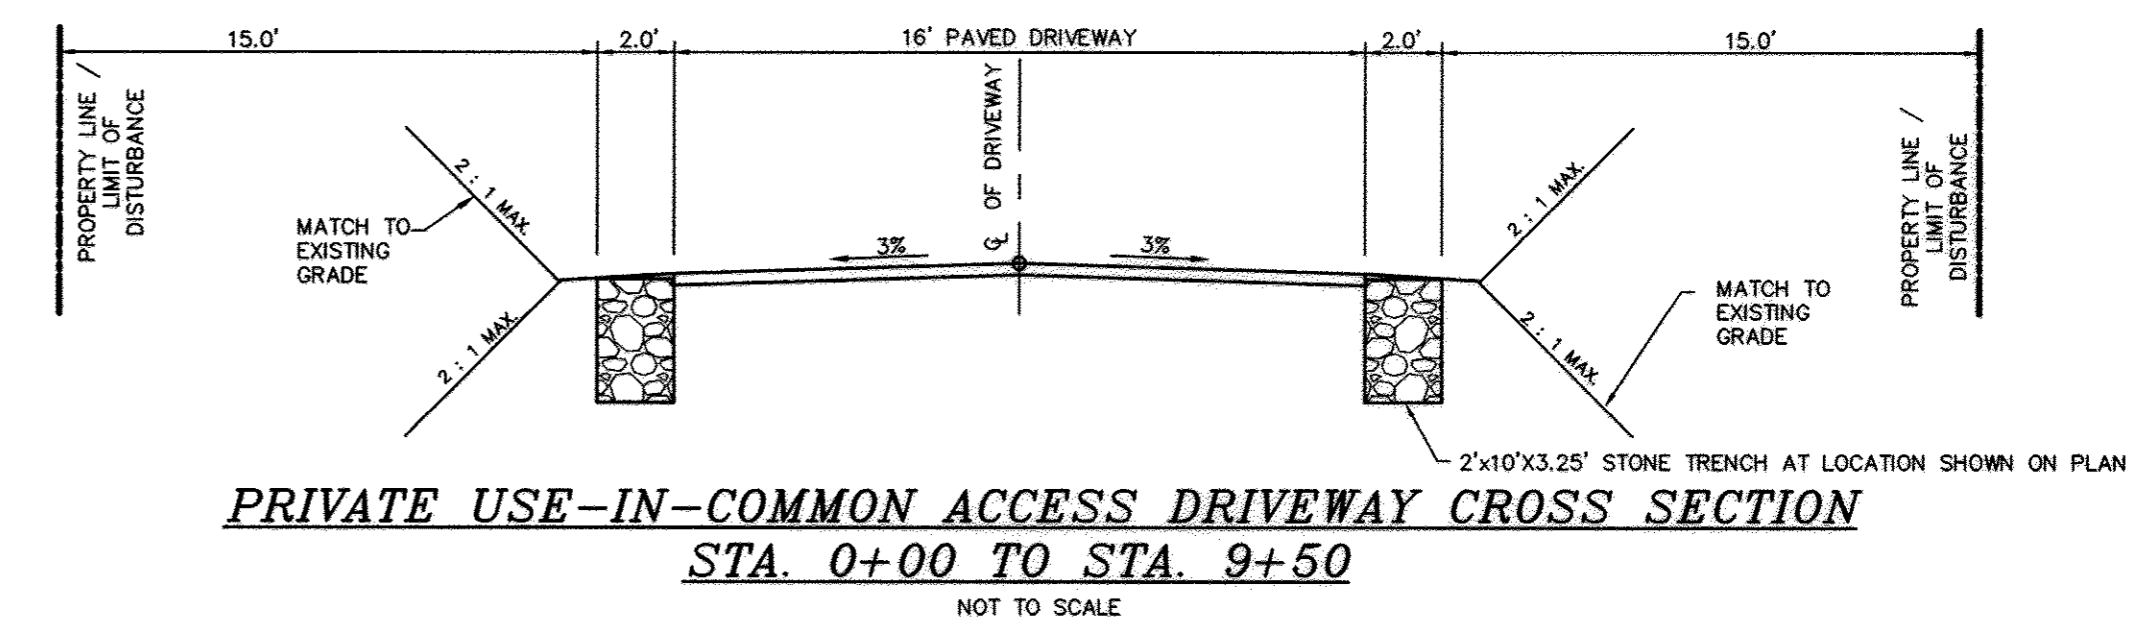 15.0'
2.0'
16' PAVED DRIVEWAY
2.0'
15.0'
PROPERTY LINE /
LIMIT OF
DISTURBANCE
℄ OF DRIVEWAY
PROPERTY LINE /
LIMIT OF
DISTURBANCE
2 : 1 MAX.
2 : 1 MAX.
MATCH TO
EXISTING
GRADE
3%
3%
2 : 1 MAX.
2 : 1 MAX.
MATCH TO
EXISTING
GRADE
2'x10'X3.25' STONE TRENCH AT LOCATION SHOWN ON PLAN
PRIVATE USE-IN-COMMON ACCESS DRIVEWAY CROSS SECTION
STA. 0+00 TO STA. 9+50
NOT TO SCALE